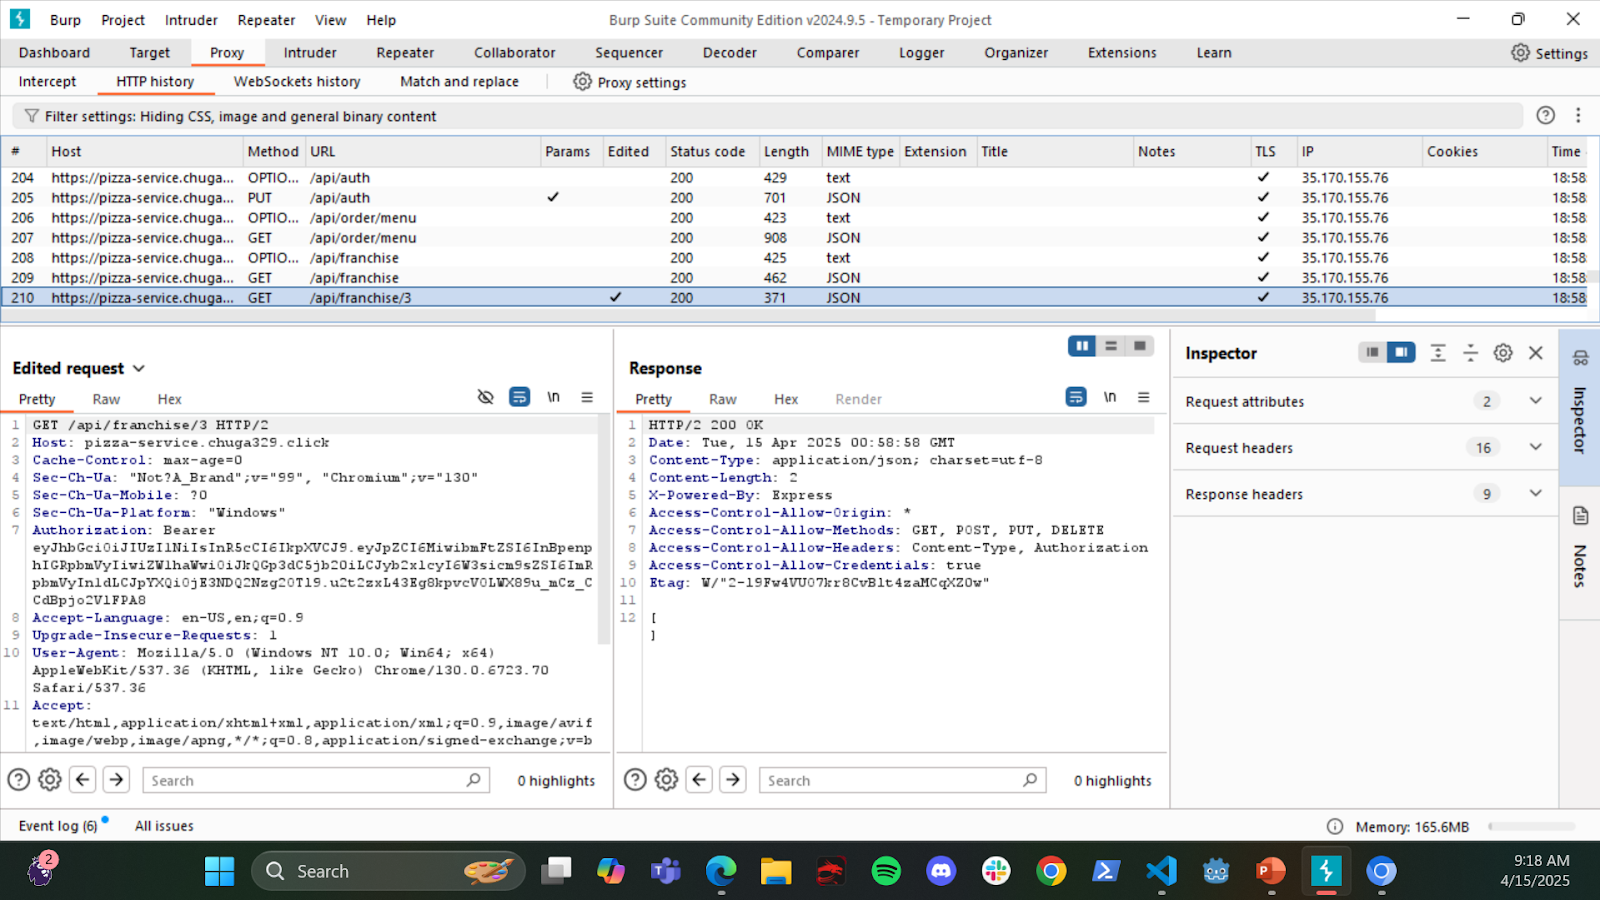 Burp Project Intruder Repeater View Help Burp Suite Community Edition v2024.9.5 - Temporary Project
Dashboard Target Proxy Intruder Repeater Collaborator Sequencer Decoder Comparer Logger Organizer Extensions Learn Settings
Intercept HTTP history WebSockets history Match and replace Proxy settings
Filter settings: Hiding CSS, image and general binary content
# Host Method URL Params Edited Status code Length MIME type Extension Title Notes TLS IP Cookies Time
204 https://pizza-service.chuga... OPTIO... /api/auth 200 429 text ✓ 35.170.155.76 18:58:
205 https://pizza-service.chuga... PUT /api/auth ✓ 200 701 JSON ✓ 35.170.155.76 18:58:
206 https://pizza-service.chuga... OPTIO... /api/order/menu 200 423 text ✓ 35.170.155.76 18:58:
207 https://pizza-service.chuga... GET /api/order/menu 200 908 JSON ✓ 35.170.155.76 18:58:
208 https://pizza-service.chuga... OPTIO... /api/franchise 200 425 text ✓ 35.170.155.76 18:58:
209 https://pizza-service.chuga... GET /api/franchise 200 462 JSON ✓ 35.170.155.76 18:58:
210 https://pizza-service.chuga... GET /api/franchise/3 ✓ 200 371 JSON ✓ 35.170.155.76 18:58:
Edited request
Pretty Raw Hex \n
1 GET /api/franchise/3 HTTP/2
2 Host: pizza-service.chuga329.click
3 Cache-Control: max-age=0
4 Sec-Ch-Ua: "Not?A_Brand";v="99", "Chromium";v="130"
5 Sec-Ch-Ua-Mobile: ?0
6 Sec-Ch-Ua-Platform: "Windows"
7 Authorization: Bearer
eyJhbGciOiJIUzI1NiIsInR5cCI6IkpXVCJ9.eyJpZCI6MiwibmFtZSI6InBpenp
hIGRpbmVyIiwiZW1haWwiOiJkQGp3dC5jb20iLCJyb2xlcyI6W3sicm9sZSI6ImR
pbmVyIn1dLCJpYXQiOjE3NDQ2Nzg2OTl9.u2t2zxL43Eg8kpvcV0LWX89u_mCz_C
CdBpjo2VlFPA8
8 Accept-Language: en-US,en;q=0.9
9 Upgrade-Insecure-Requests: 1
10 User-Agent: Mozilla/5.0 (Windows NT 10.0; Win64; x64)
AppleWebKit/537.36 (KHTML, like Gecko) Chrome/130.0.6723.70
Safari/537.36
11 Accept:
text/html,application/xhtml+xml,application/xml;q=0.9,image/avif
,image/webp,image/apng,*/*;q=0.8,application/signed-exchange;v=b
Search 0 highlights
Response
Pretty Raw Hex Render \n
1 HTTP/2 200 OK
2 Date: Tue, 15 Apr 2025 00:58:58 GMT
3 Content-Type: application/json; charset=utf-8
4 Content-Length: 2
5 X-Powered-By: Express
6 Access-Control-Allow-Origin: *
7 Access-Control-Allow-Methods: GET, POST, PUT, DELETE
8 Access-Control-Allow-Headers: Content-Type, Authorization
9 Access-Control-Allow-Credentials: true
10 Etag: W/"2-l9Fw4VUO7kr8CvBlt4zaMCqXZ0w"
11
12 [
]
Search 0 highlights
Inspector
Request attributes 2
Request headers 16
Response headers 9
Inspector
Notes
Event log (6) All issues Memory: 165.6MB
2 Search 9:18 AM
4/15/2025